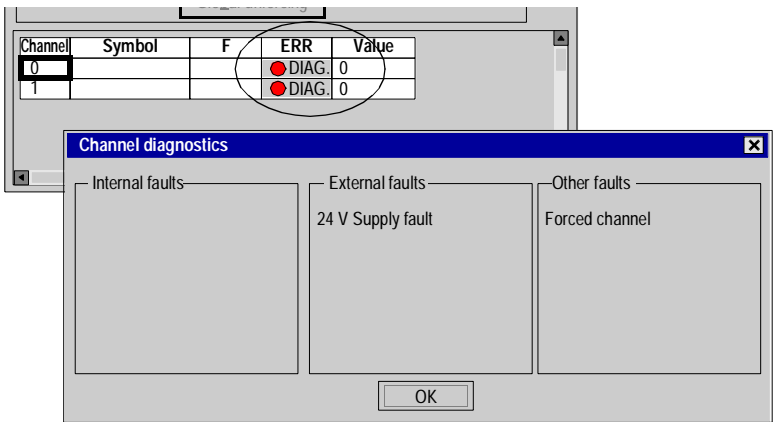 Channel Symbol F ERR Value
0 DIAG. 0
1 DIAG. 0
Channel diagnostics
Internal faults External faults Other faults
24 V Supply fault Forced channel
OK